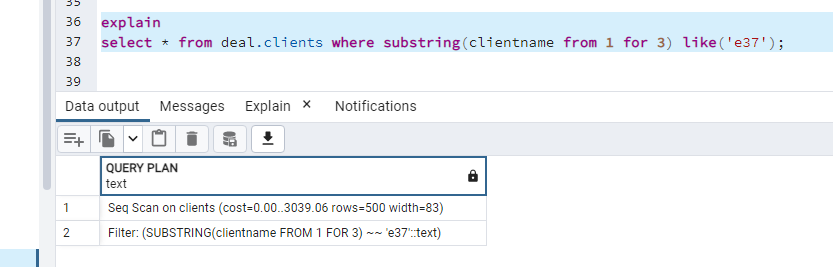 35
36 explain
37 select * from deal.clients where substring(clientname from 1 for 3) like('e37');
38
39
Data output Messages Explain × Notifications
QUERY PLAN
text
1 Seq Scan on clients (cost=0.00..3039.06 rows=500 width=83)
2 Filter: (SUBSTRING(clientname FROM 1 FOR 3) ~~ 'e37'::text)